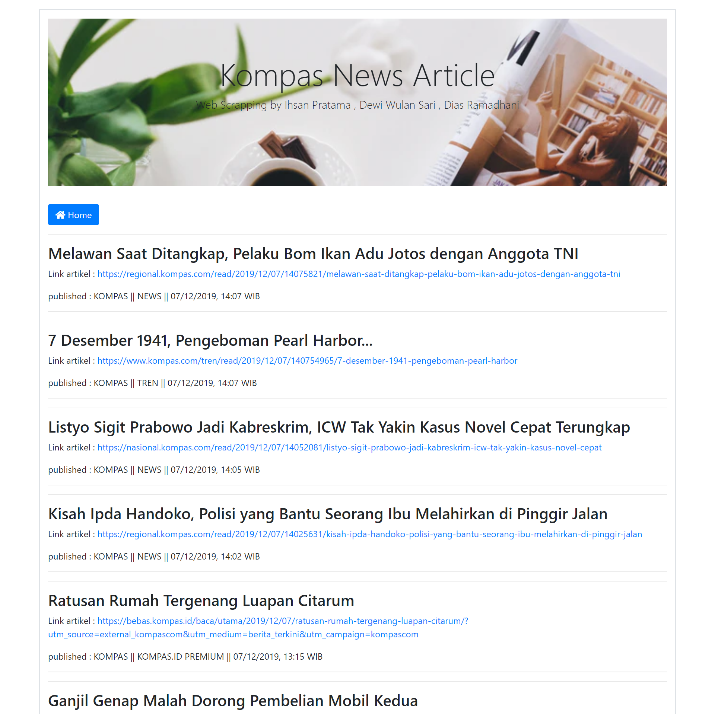 Kompas News Article
Web Scrapping by Ihsan Pratama , Dewi Wulan Sari , Dias Ramadhan
Home
Melawan Saat Ditangkap, Pelaku Bom Ikan Adu Jotos dengan Anggota TNI
Link artikel : https://regional.kompas.com/read/2019/12/07/14075821/melawan-saat-ditangkap-pelaku-bom-ikan-adu-jotos-dengan-anggota-tni
published : KOMPAS || NEWS || 07/12/2019, 14:07 WIB
7 Desember 1941, Pengeboman Pearl Harbor...
Link artikel : https://www.kompas.com/tren/read/2019/12/07/140754965/7-desember-1941-pengeboman-pearl-harbor
published : KOMPAS || TREN || 07/12/2019, 14:07 WIB
Listyo Sigit Prabowo Jadi Kabreskrim, ICW Tak Yakin Kasus Novel Cepat Terungkap
Link artikel : https://nasional.kompas.com/read/2019/12/07/14052081/listyo-sigit-prabowo-jadi-kabreskrim-icw-tak-yakin-kasus-novel-cepat
published : KOMPAS || NEWS || 07/12/2019, 14:05 WIB
Kisah Ipda Handoko, Polisi yang Bantu Seorang Ibu Melahirkan di Pinggir Jalan
Link artikel : https://regional.kompas.com/read/2019/12/07/14025631/kisah-ipda-handoko-polisi-yang-bantu-seorang-ibu-melahirkan-di-pinggir-jalan
published : KOMPAS || NEWS || 07/12/2019, 14:02 WIB
Ratusan Rumah Tergenang Luapan Citarum
Link artikel : https://bebas.kompas.id/baca/utama/2019/12/07/ratusan-rumah-tergenang-luapan-citarum/?
utm_source=external_kompascom&utm_medium=berita_terkini&utm_campaign=kompascom
published : KOMPAS || KOMPAS.ID PREMIUM || 07/12/2019, 13:15 WIB
Ganjil Genap Malah Dorong Pembelian Mobil Kedua